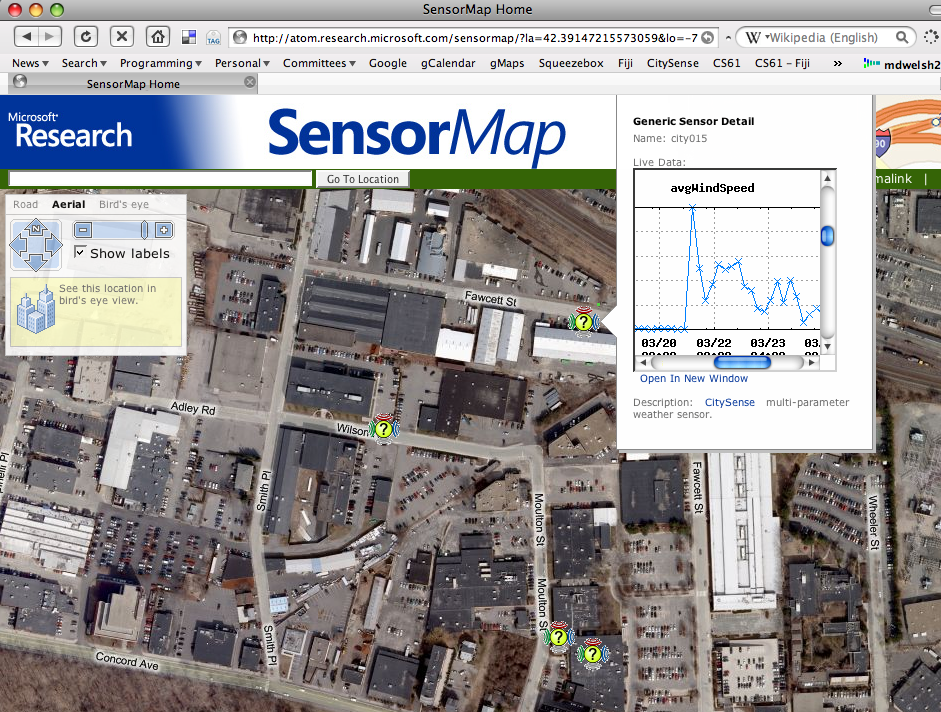 SensorMap Home
TAG
http://atom.research.microsoft.com/sensormap/?la=42.39147215573059&lo=-7
W Wikipedia (English)
News Search Programming Personal Committees Google gCalendar gMaps Squeezebox Fiji CitySense CS61 CS61 – Fiji » mdwelsh2
SensorMap Home
Microsoft®
Research
SensorMap
Go To Location
malink |
Road Aerial Bird's eye
N
Show labels
See this location in
bird's eye view.
Generic Sensor Detail
Name: city015
Live Data:
avgWindSpeed
03/20 03/22 03/23 03/
Open In New Window
Description: CitySense multi-parameter
weather sensor.
90
Fawcett St
?
Adley Rd
Wilson
?
Smith Pl
Moulton St
Fawcett St
Wheeler St
Moulton St
Smith Pl
?
?
Concord Ave